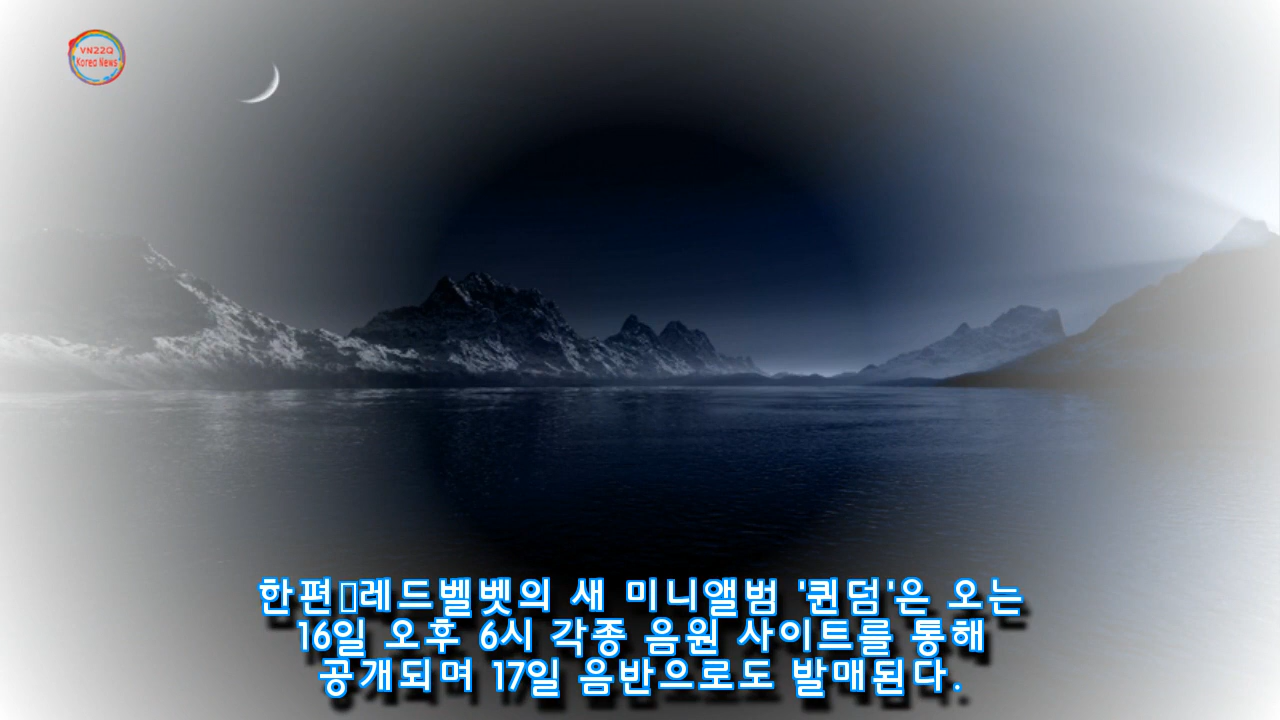 VN22Q
Korea News
한편▯레드벨벳의 새 미니앨범 '퀸덤'은 오는
16일 오후 6시 각종 음원 사이트를 통해
공개되며 17일 음반으로도 발매된다.